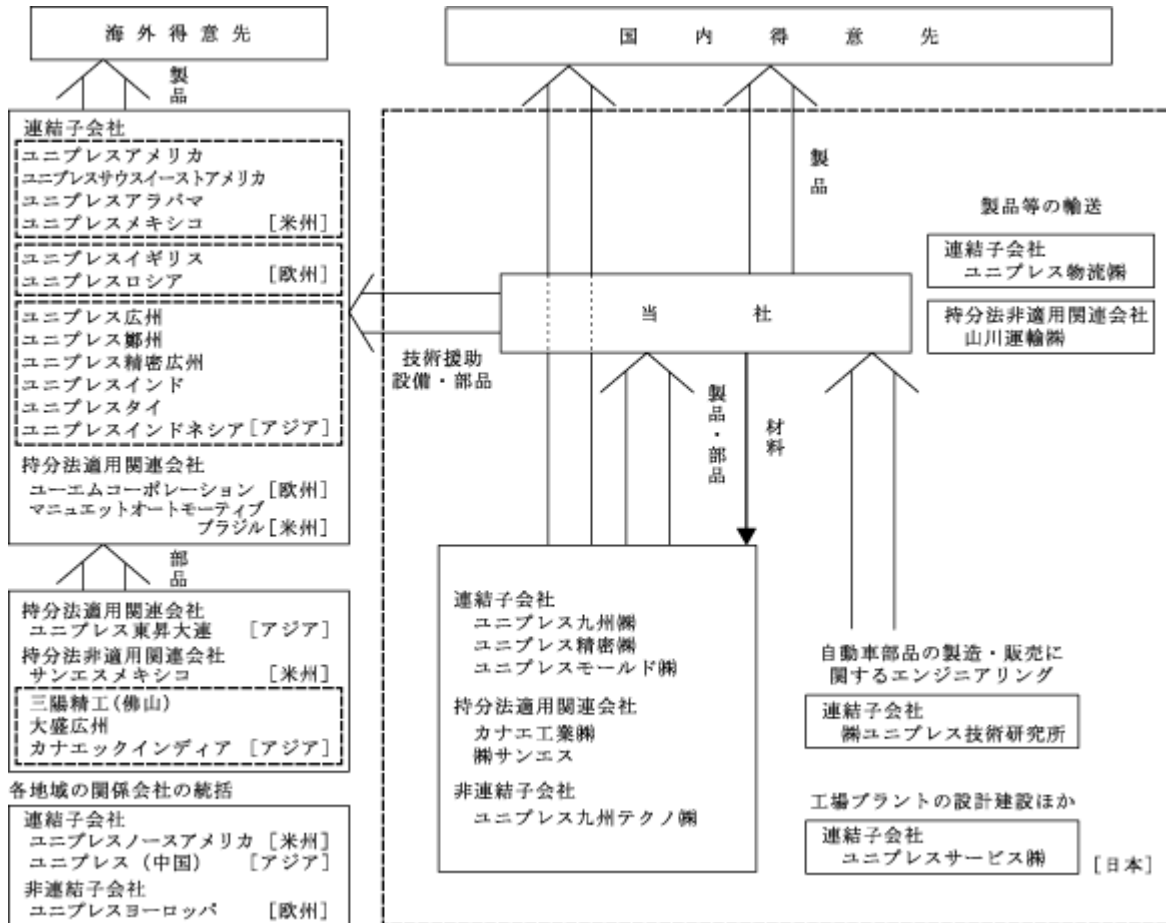 海外得意先
国内得意先
製品
連結子会社
ユニプレスアメリカ
ユニプレスサウスイーストアメリカ
ユニプレスアラバマ
ユニプレスメキシコ [米州]
ユニプレスイギリス
ユニプレスロシア [欧州]
ユニプレス広州
ユニプレス鄭州
ユニプレス精密広州
ユニプレスインド
ユニプレスタイ
ユニプレスインドネシア [アジア]
持分法適用関連会社
ユーエムコーポレーション [欧州]
マニュエットオートモーティブ
ブラジル [米州]
部品
持分法適用関連会社
ユニプレス東昇大連 [アジア]
持分法非適用関連会社
サンエスメキシコ [米州]
三陽精工(佛山)
大盛広州
カナエックインディア [アジア]
各地域の関係会社の統括
連結子会社
ユニプレスノースアメリカ [米州]
ユニプレス (中国) [アジア]
非連結子会社
ユニプレスヨーロッパ [欧州]
技術援助
設備・部品
製品
当社
製品・部品
材料
連結子会社
ユニプレス九州㈱
ユニプレス精密㈱
ユニプレスモールド㈱
持分法適用関連会社
カナエ工業㈱
㈱サンエス
非連結子会社
ユニプレス九州テクノ㈱
製品等の輸送
連結子会社
ユニプレス物流㈱
持分法非適用関連会社
山川運輸㈱
自動車部品の製造・販売に
関するエンジニアリング
連結子会社
㈱ユニプレス技術研究所
工場プラントの設計建設ほか
連結子会社
ユニプレスサービス㈱
[日本]